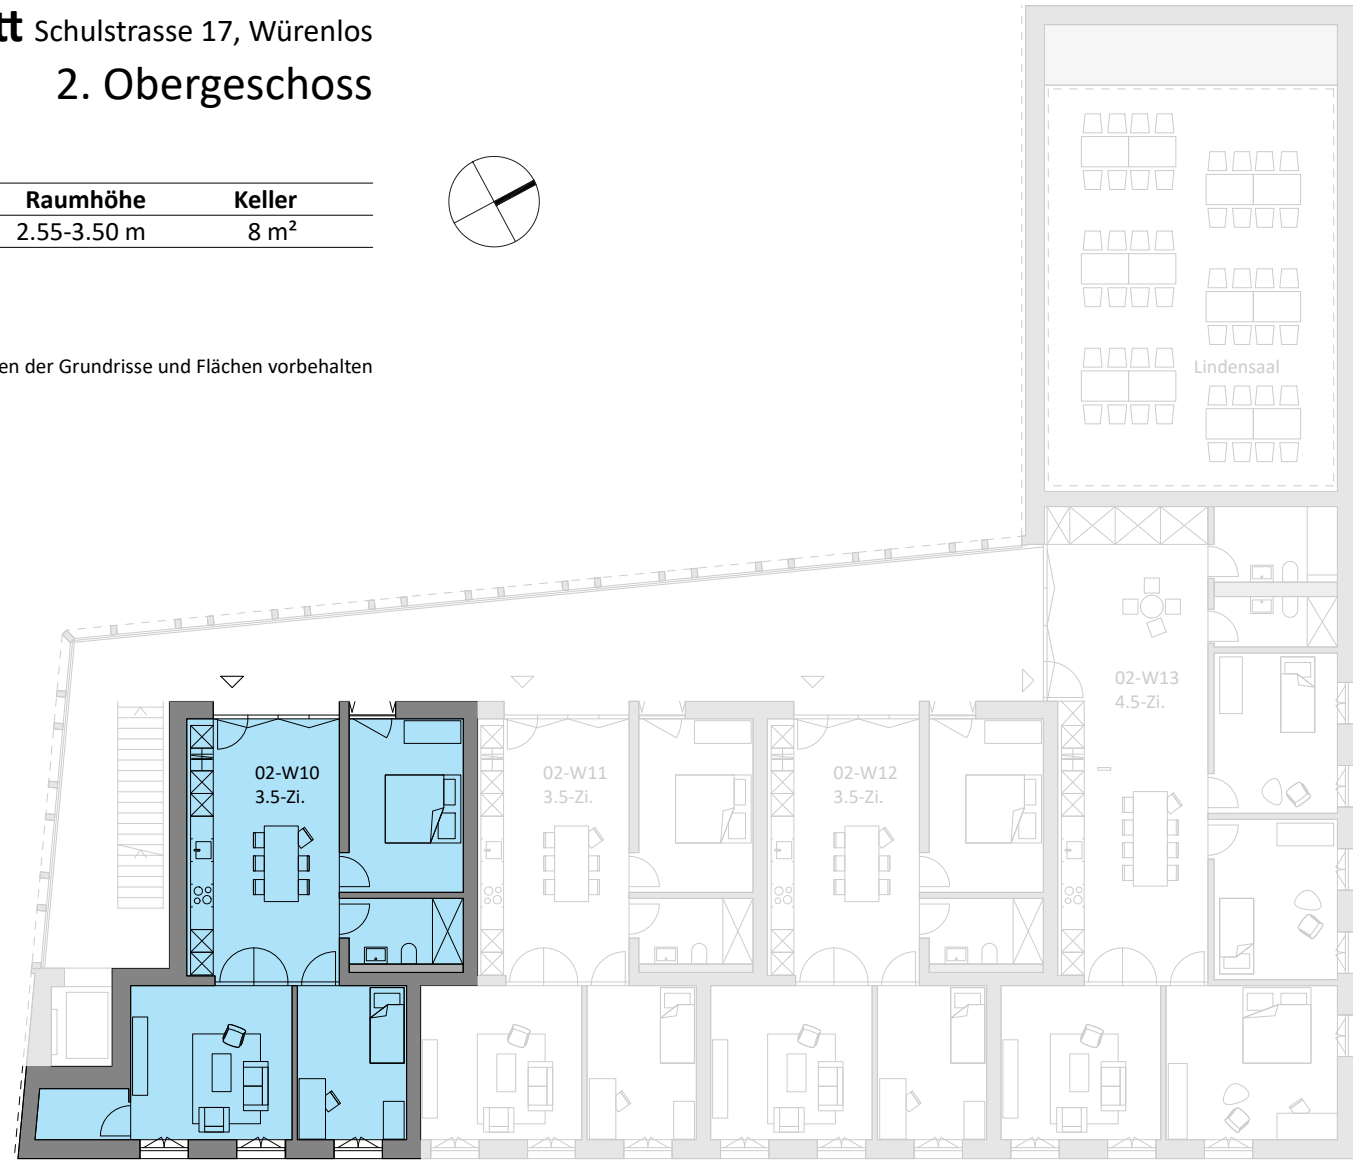 tt Schulstrasse 17, Würenlos
2. Obergeschoss
Raumhöhe Keller
2.55-3.50 m 8 m²
en der Grundrisse und Flächen vorbehalten
Lindensaal
02-W13
4.5-Zi.
02-W10
3.5-Zi.
02-W11
3.5-Zi.
02-W12
3.5-Zi.